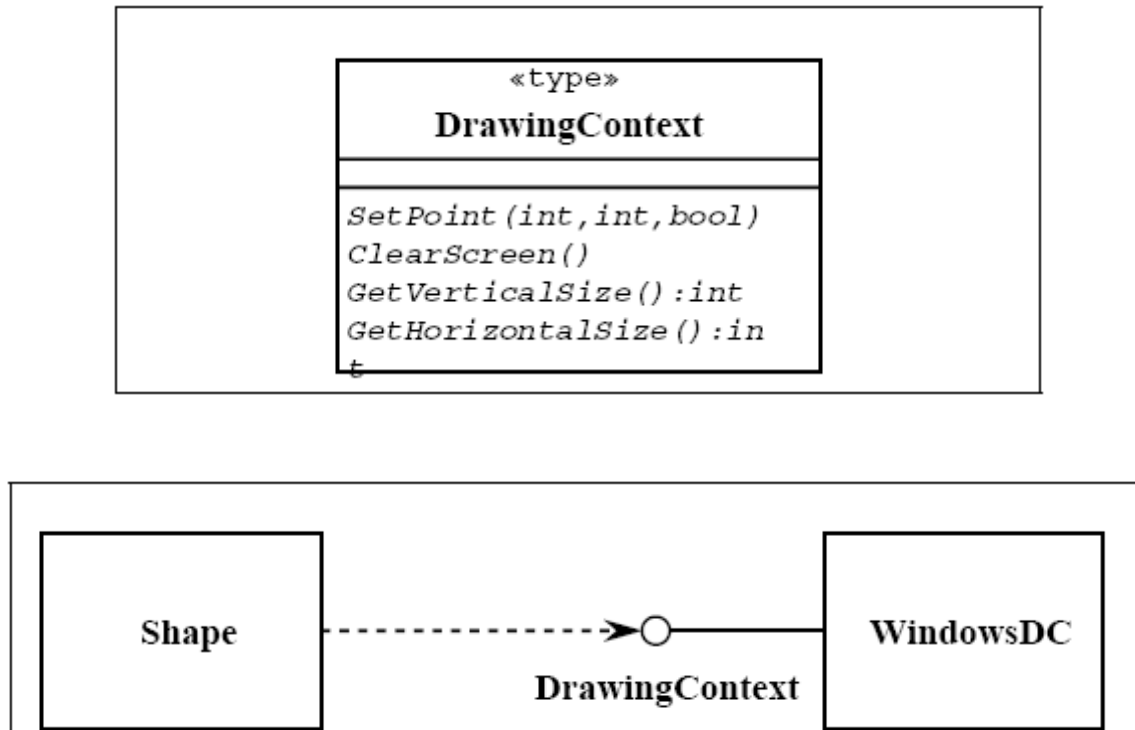 «type»
DrawingContext
SetPoint(int,int,bool)
ClearScreen()
GetVerticalSize():int
GetHorizontalSize():in
t
Shape
WindowsDC
DrawingContext